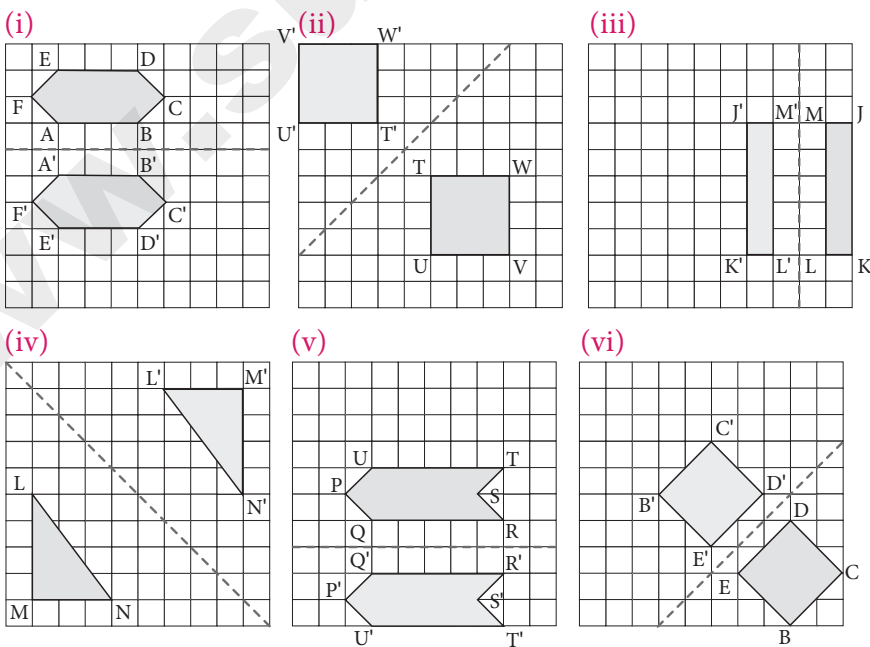 (i)
E D
F C
A B
A' B'
F' C'
E' D'
(ii)
V' W'
U' T'
T W
U V
(iii)
J' M' M J
K' L' L K
(iv)
L' M'
L
N'
M N
(v)
U T
P S
Q R
Q' R'
P' S'
U' T'
(vi)
C'
B' D'
D
E'
E C
B